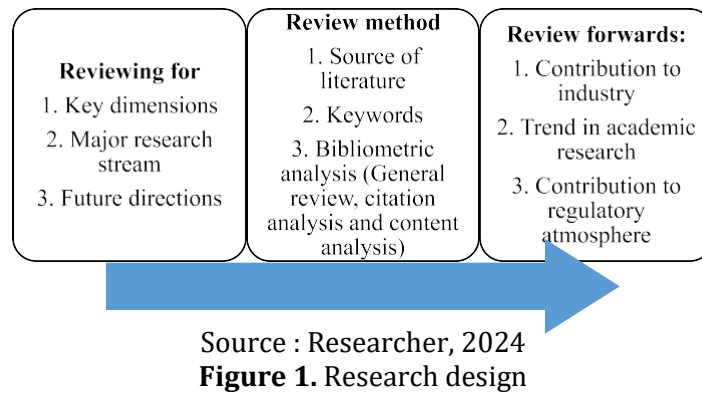 Reviewing for
1. Key dimensions
2. Major research
stream
3. Future directions
Review method
1. Source of
literature
2. Keywords
3. Bibliometric
analysis (General
review, citation
analysis and content
analysis)
Review forwards:
1. Contribution to
industry
2. Trend in academic
research
3. Contribution to
regulatory
atmosphere
Source : Researcher, 2024
Figure 1. Research design